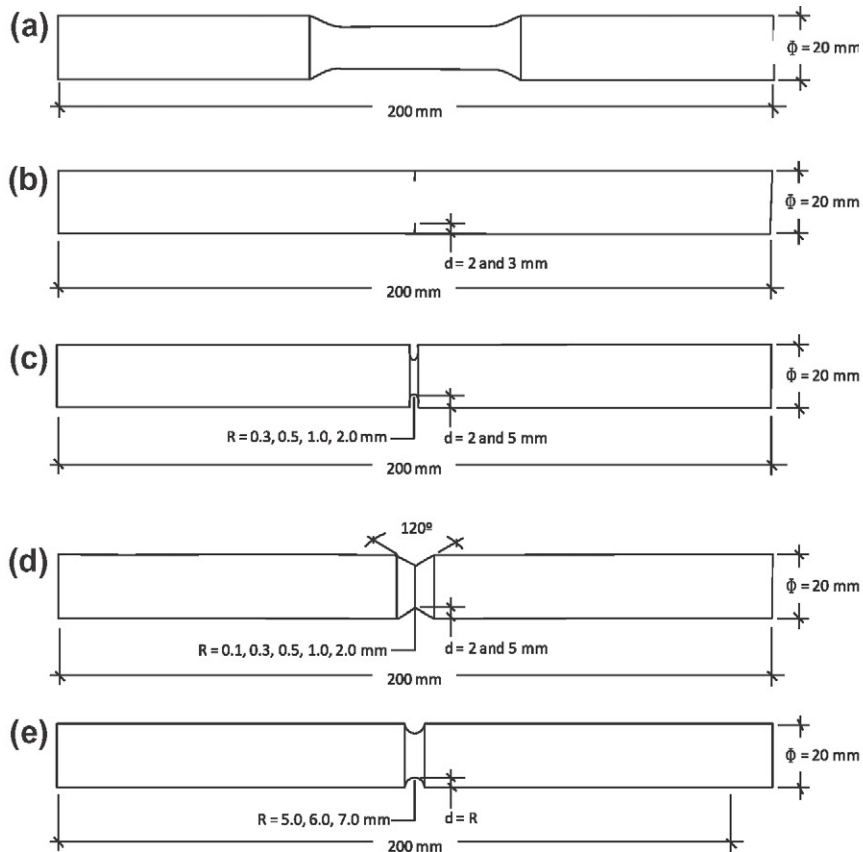 (a)
Φ = 20 mm
200 mm
(b)
Φ = 20 mm
d = 2 and 3 mm
200 mm
(c)
Φ = 20 mm
R = 0.3, 0.5, 1.0, 2.0 mm
d = 2 and 5 mm
200 mm
120º
(d)
Φ = 20 mm
R = 0.1, 0.3, 0.5, 1.0, 2.0 mm
d = 2 and 5 mm
200 mm
(e)
Φ = 20 mm
R = 5.0, 6.0, 7.0 mm
d = R
200 mm